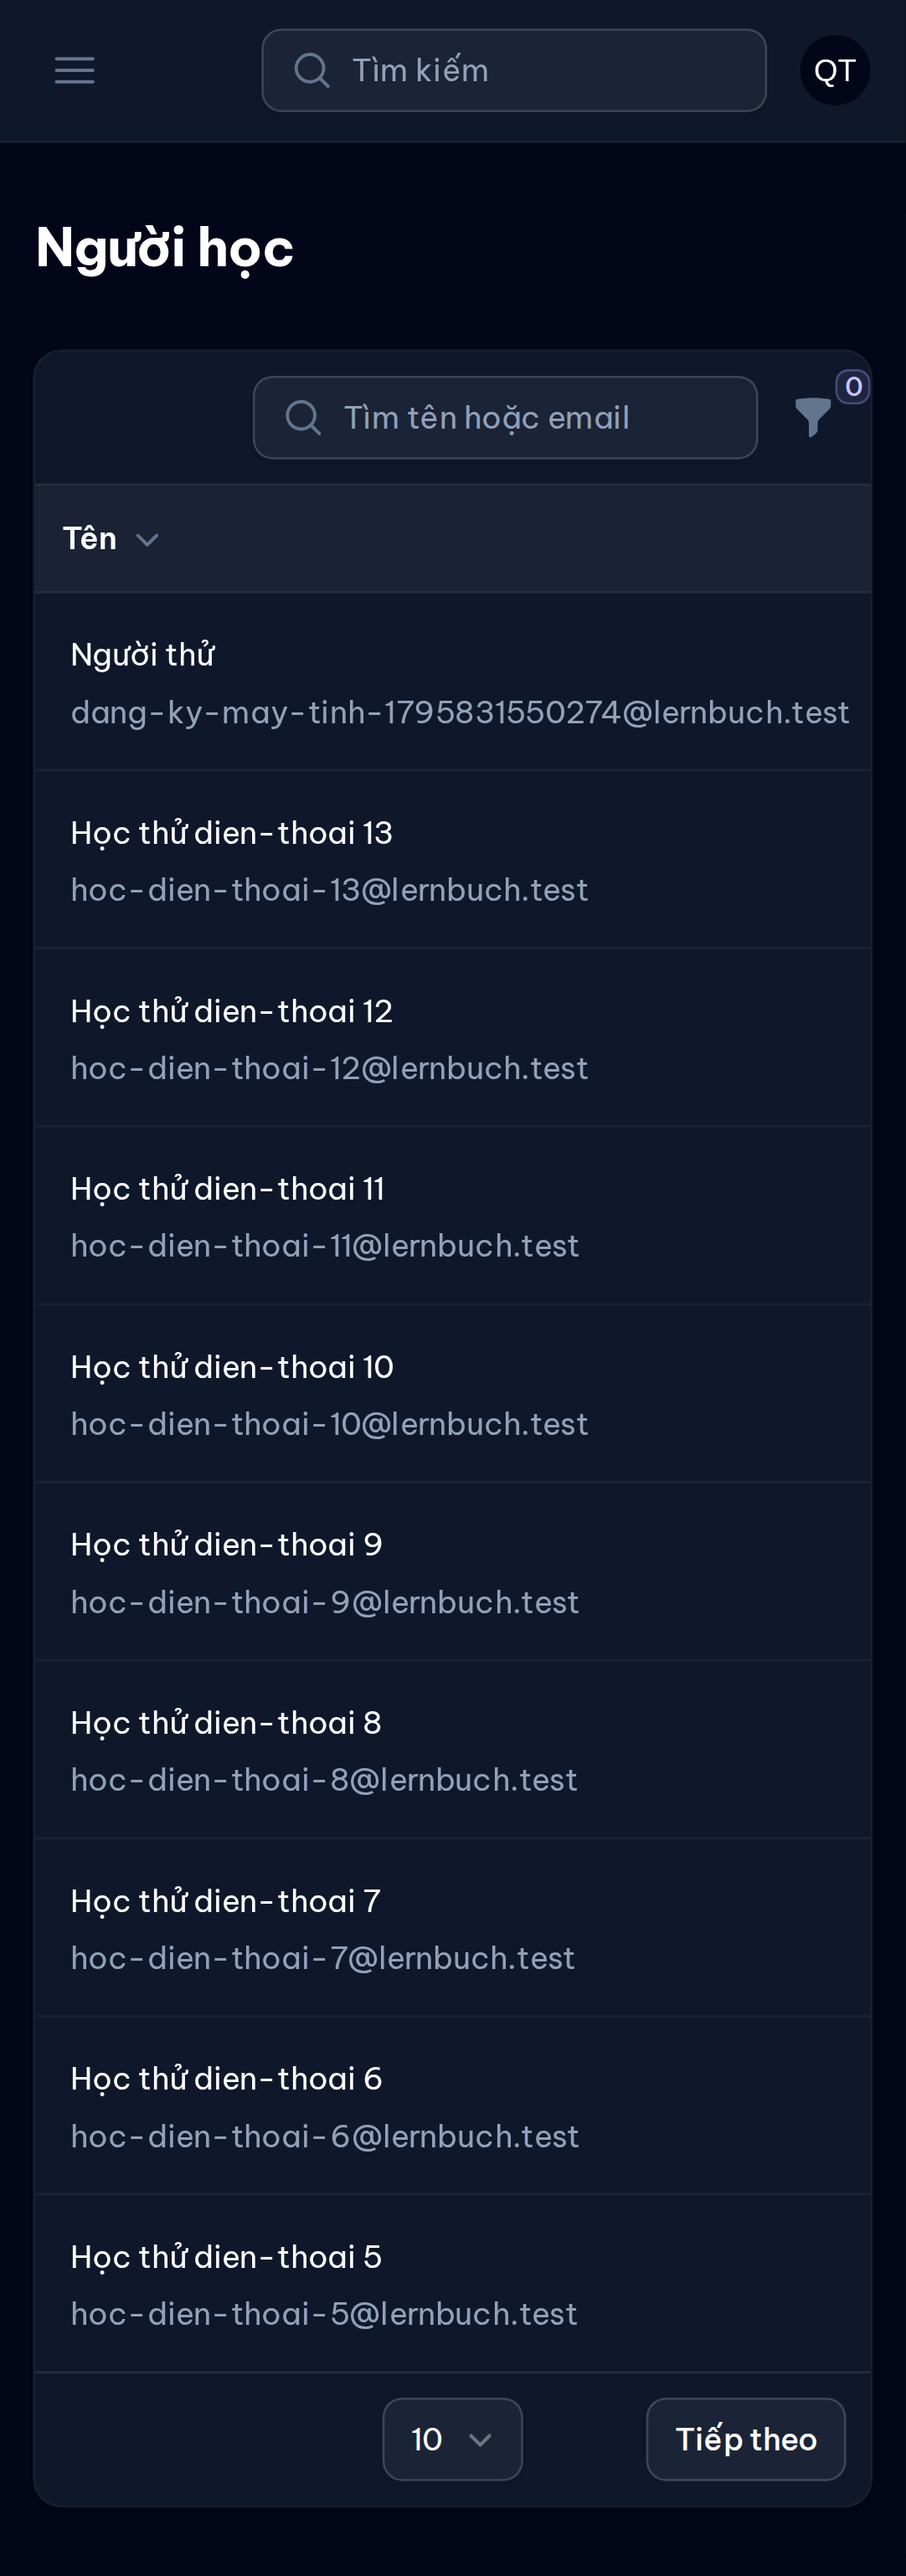 Tìm kiếm
QT
Người học
Tìm tên hoặc email
0
Tên
Người thử
dang-ky-may-tinh-1795831550274@lernbuch.test
Học thử dien-thoai 13
hoc-dien-thoai-13@lernbuch.test
Học thử dien-thoai 12
hoc-dien-thoai-12@lernbuch.test
Học thử dien-thoai 11
hoc-dien-thoai-11@lernbuch.test
Học thử dien-thoai 10
hoc-dien-thoai-10@lernbuch.test
Học thử dien-thoai 9
hoc-dien-thoai-9@lernbuch.test
Học thử dien-thoai 8
hoc-dien-thoai-8@lernbuch.test
Học thử dien-thoai 7
hoc-dien-thoai-7@lernbuch.test
Học thử dien-thoai 6
hoc-dien-thoai-6@lernbuch.test
Học thử dien-thoai 5
hoc-dien-thoai-5@lernbuch.test
10
Tiếp theo